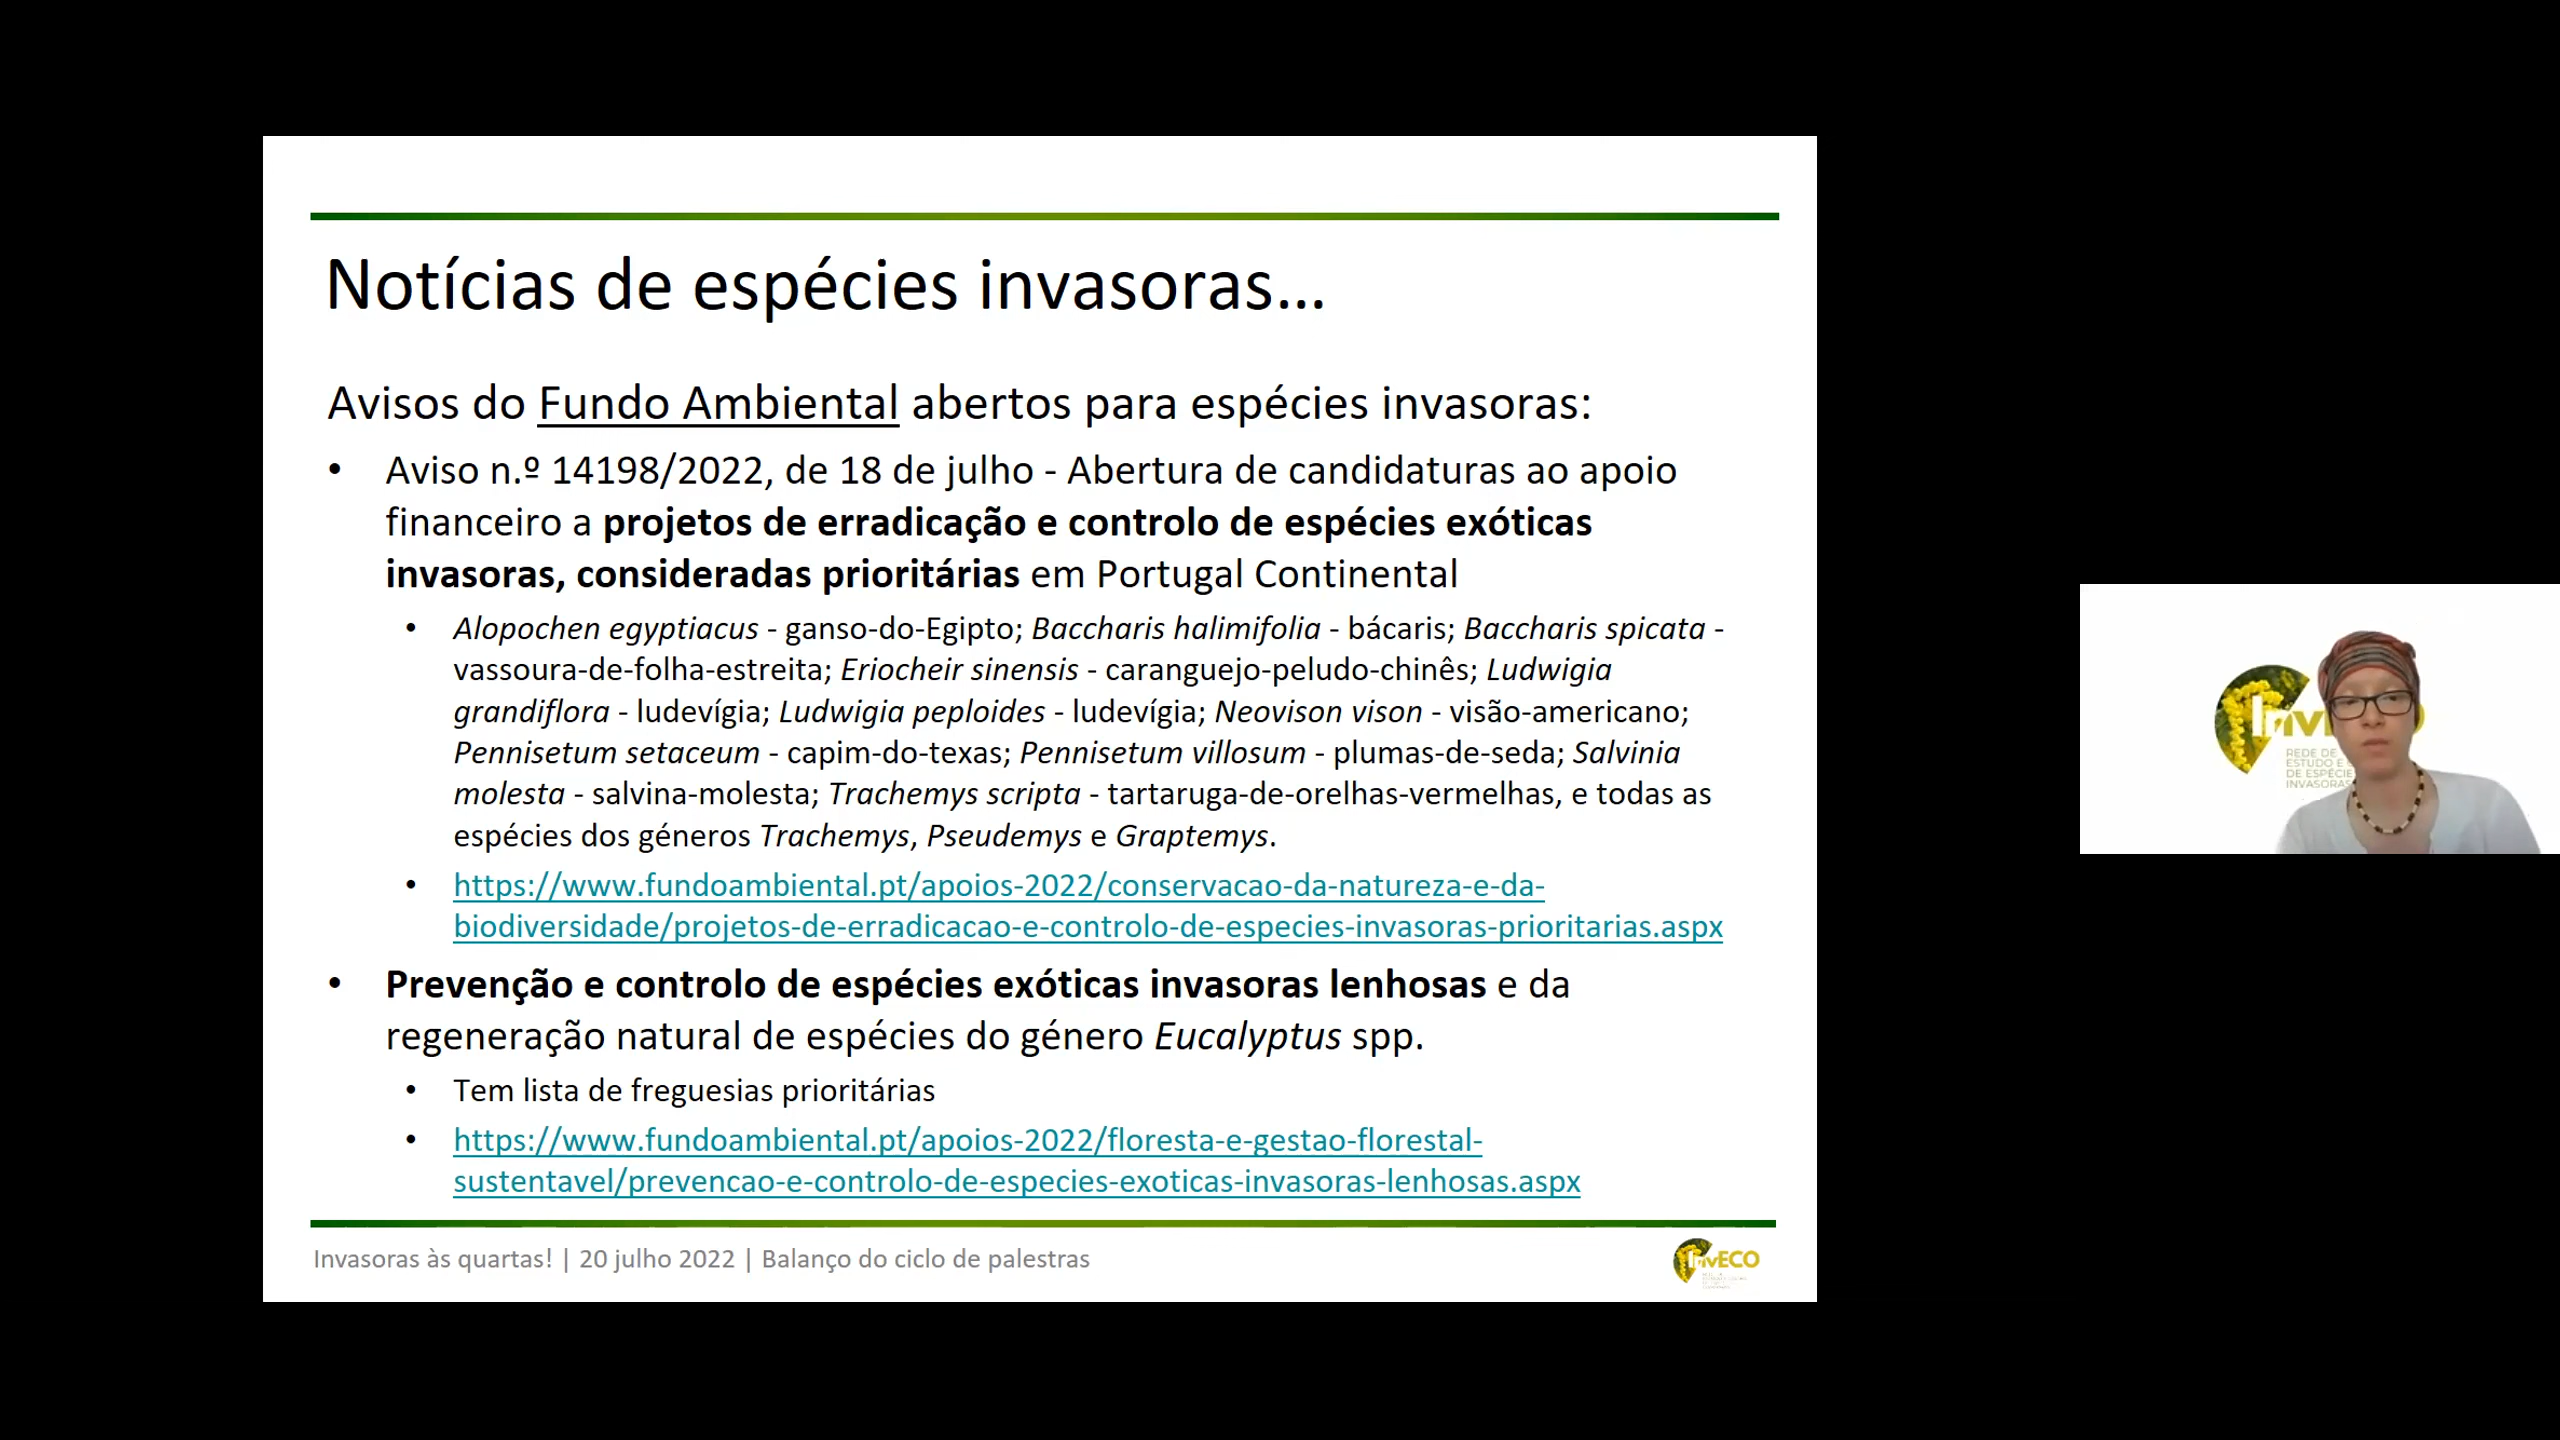 Notícias de espécies invasoras...
Avisos do Fundo Ambiental abertos para espécies invasoras:
• Aviso n.º 14198/2022, de 18 de julho - Abertura de candidaturas ao apoio
financeiro a projetos de erradicação e controlo de espécies exóticas
invasoras, consideradas prioritárias em Portugal Continental
• Alopochen egyptiacus - ganso-do-Egipto; Baccharis halimifolia - bácaris; Baccharis spicata -
vassoura-de-folha-estreita; Eriocheir sinensis - caranguejo-peludo-chinês; Ludwigia
grandiflora - ludevígia; Ludwigia peploides - ludevígia; Neovison vison - visão-americano;
Pennisetum setaceum - capim-do-texas; Pennisetum villosum - plumas-de-seda; Salvinia
molesta - salvina-molesta; Trachemys scripta - tartaruga-de-orelhas-vermelhas, e todas as
espécies dos géneros Trachemys, Pseudemys e Graptemys.
• https://www.fundoambiental.pt/apoios-2022/conservacao-da-natureza-e-da-
biodiversidade/projetos-de-erradicacao-e-controlo-de-especies-invasoras-prioritarias.aspx
• Prevenção e controlo de espécies exóticas invasoras lenhosas e da
regeneração natural de espécies do género Eucalyptus spp.
• Tem lista de freguesias prioritárias
• https://www.fundoambiental.pt/apoios-2022/floresta-e-gestao-florestal-
sustentavel/prevencao-e-controlo-de-especies-exoticas-invasoras-lenhosas.aspx
Invasoras às quartas! | 20 julho 2022 | Balanço do ciclo de palestras
InvECO
Inv
REDE DE
ESTUDO E
DE ESPÉCIE
INVASORAS